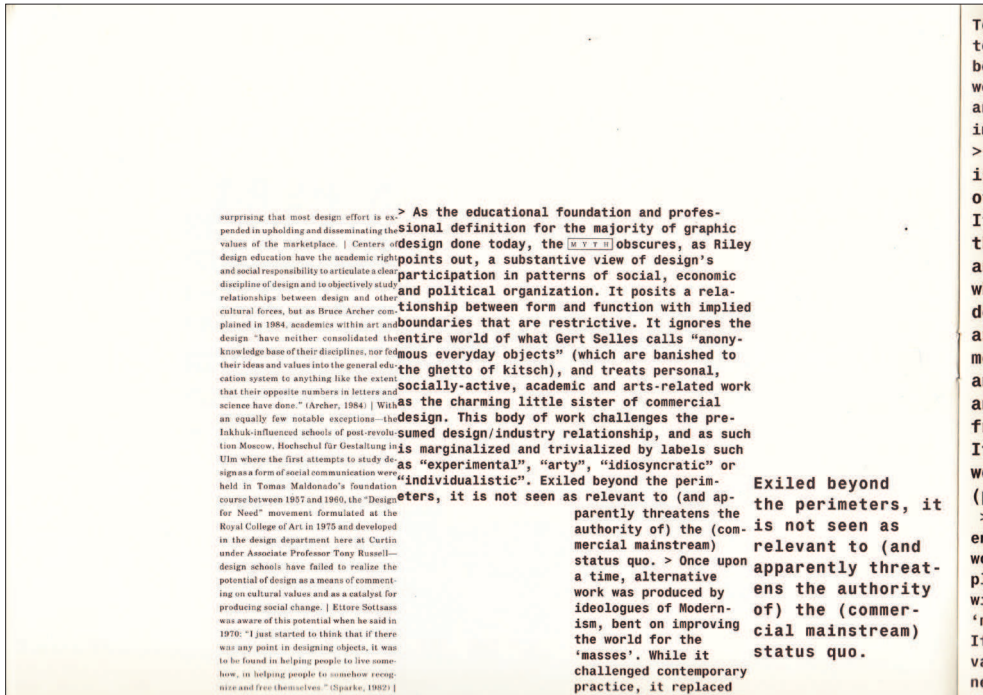 surprising that most design effort is ex-
pended in upholding and disseminating the
values of the marketplace. | Centers of
design education have the academic right
and social responsibility to articulate a clear
discipline of design and to objectively study
relationships between design and other
cultural forces, but as Bruce Archer com-
plained in 1984, academics within art and
design "have neither consolidated the
knowledge base of their disciplines, nor fed
their ideas and values into the general edu-
cation system to anything like the extent
that their opposite numbers in letters and
science have done." (Archer, 1984) | With
an equally few notable exceptions—the
Inkhuk-influenced schools of post-revolu-
tion Moscow, Hochschul für Gestaltung in
Ulm where the first attempts to study de-
sign as a form of social communication were
held in Tomas Maldonado's foundation
course between 1957 and 1960, the "Design
for Need" movement formulated at the
Royal College of Art in 1975 and developed
in the design department here at Curtin
under Associate Professor Tony Russell—
design schools have failed to realize the
potential of design as a means of comment-
ing on cultural values and as a catalyst for
producing social change. | Ettore Sottsass
was aware of this potential when he said in
1970: "I just started to think that if there
was any point in designing objects, it was
to be found in helping people to live some-
how, in helping people to somehow recog-
nize and free themselves." (Sparke, 1982) |
> As the educational foundation and profes-
sional definition for the majority of graphic
design done today, the MYTH obscures, as Riley
points out, a substantive view of design's
participation in patterns of social, economic
and political organization. It posits a rela-
tionship between form and function with implied
boundaries that are restrictive. It ignores the
entire world of what Gert Selles calls "anony-
mous everyday objects" (which are banished to
the ghetto of kitsch), and treats personal,
socially-active, academic and arts-related work
as the charming little sister of commercial
design. This body of work challenges the pre-
sumed design/industry relationship, and as such
is marginalized and trivialized by labels such
as "experimental", "arty", "idiosyncratic" or
"individualistic". Exiled beyond the perim-
eters, it is not seen as relevant to (and ap-
parently threatens the
authority of) the (com-
mercial mainstream)
status quo. > Once upon
a time, alternative
work was produced by
ideologues of Modern-
ism, bent on improving
the world for the
'masses'. While it
challenged contemporary
practice, it replaced
Exiled beyond
the perimeters, it
is not seen as
relevant to (and
apparently threat-
ens the authority
of) the (commer-
cial mainstream)
status quo.